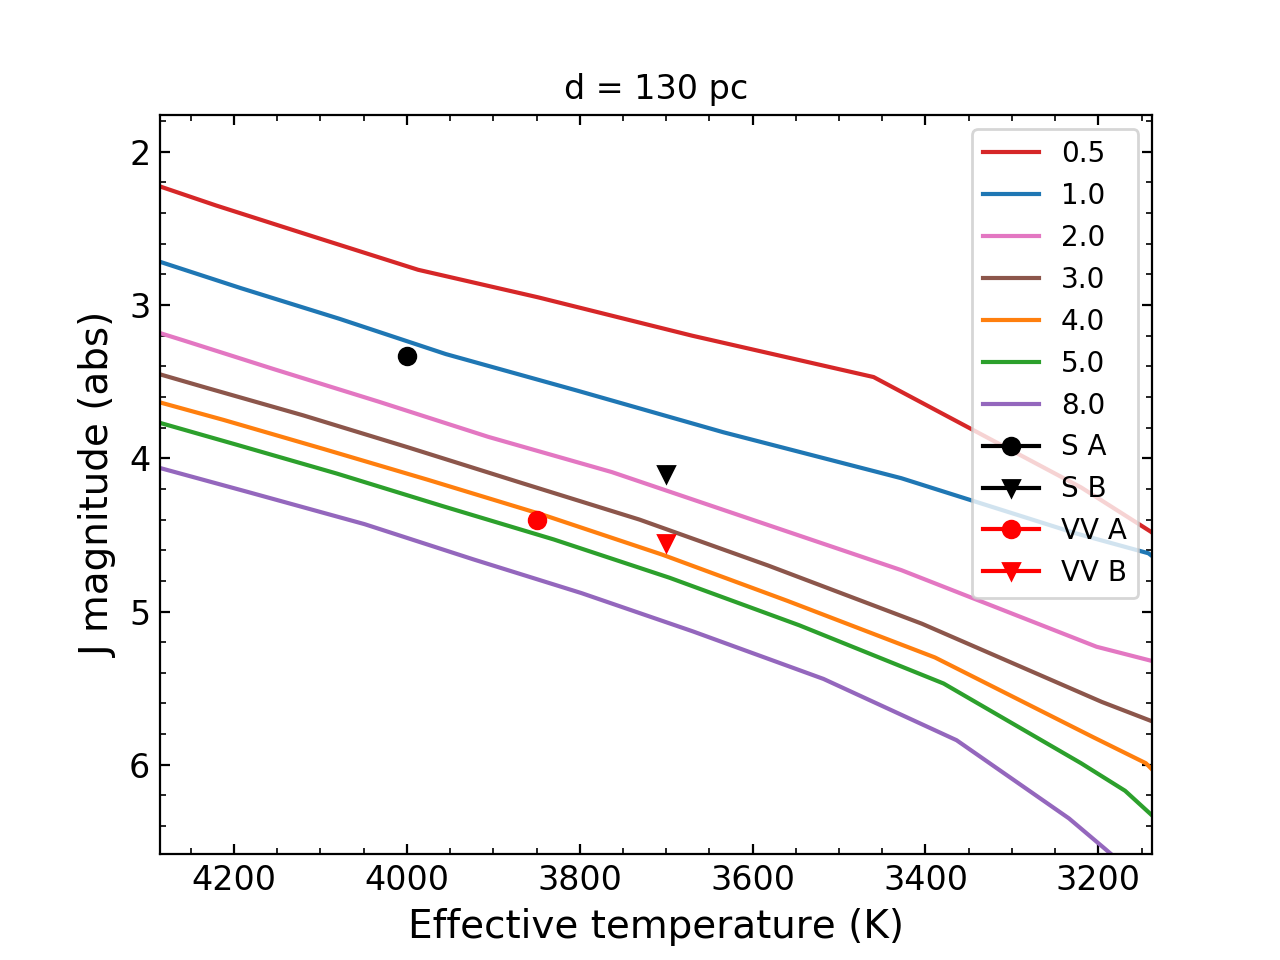 d = 130 pc
J magnitude (abs)
2
3
4
5
6
0.5
1.0
2.0
3.0
4.0
5.0
8.0
S A
S B
VV A
VV B
4200 4000 3800 3600 3400 3200
Effective temperature (K)